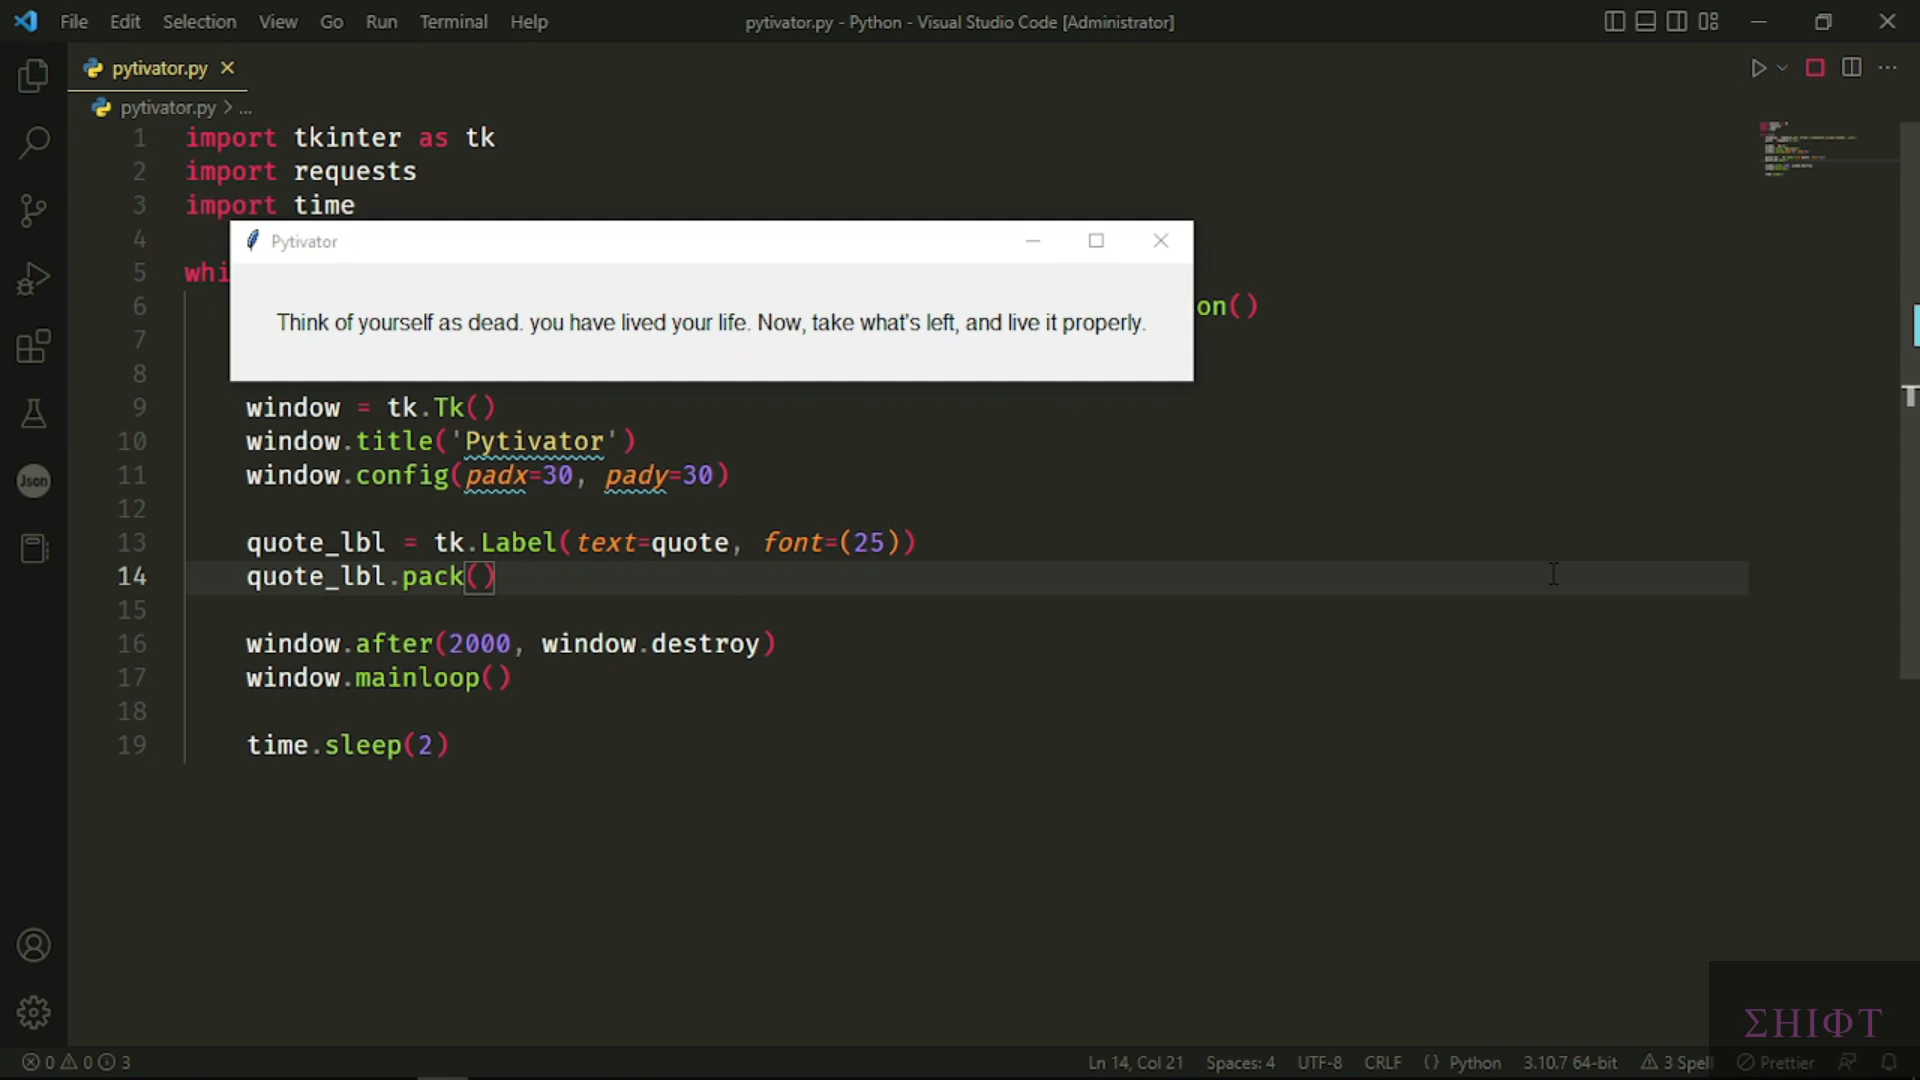 File Edit Selection View Go Run Terminal Help
pytivator.py - Python - Visual Studio Code [Administrator]
pytivator.py
pytivator.py > ...
1 import tkinter as tk
2 import requests
3 import time
4
5 whi
6 on()
7
8
Pytivator
Think of yourself as dead. you have lived your life. Now, take what's left, and live it properly.
9 window = tk.Tk()
10 window.title('Pytivator')
11 window.config(padx=30, pady=30)
12
13 quote_lbl = tk.Label(text=quote, font=(25))
14 quote_lbl.pack()
15
16 window.after(2000, window.destroy)
17 window.mainloop()
18
19 time.sleep(2)
Json
T
ΣHIΦT
0 0 3
Ln 14, Col 21 Spaces: 4 UTF-8 CRLF {} Python 3.10.7 64-bit 3 Spell Prettier